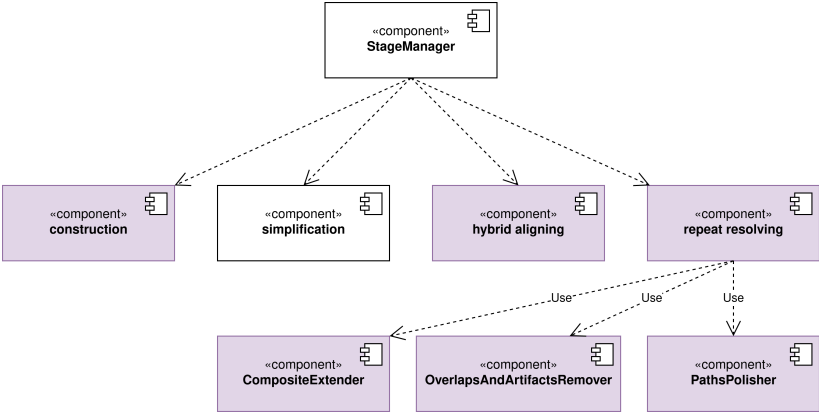 «component»
StageManager
«component»
construction
«component»
simplification
«component»
hybrid aligning
«component»
repeat resolving
Use
Use
Use
«component»
CompositeExtender
«component»
OverlapsAndArtifactsRemover
«component»
PathsPolisher